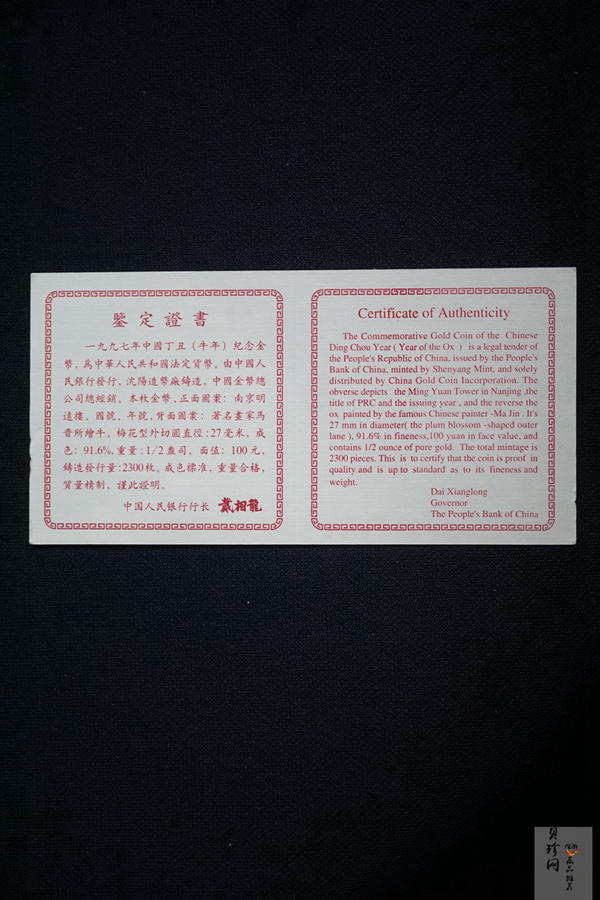 鑒定證書
一九九七年中國丁丑（牛年）紀念金
幣，爲中華人民共和國法定貨幣。由中國人
民銀行發行、沈陽造幣廠鑄造，中國金幣總
公司總經銷。本枚金幣，正面圖案：南京明
遠樓，國號、年號，背面圖案：著名畫家馬
晉所繪牛。梅花型外切圓直徑：27毫米，成
色：91.6%，重量：1/2盎司，面值：100元，
鑄造發行量：2300枚。成色標準，重量合格，
質量精制。謹此證明。
中国人民銀行行长 戴相龍
Certificate of Authenticity
The Commemorative Gold Coin of the Chinese
Ding Chou Year ( Year of the Ox ) is a legal tender of
the People's Republic of China, issued by the People's
Bank of China, minted by Shenyang Mint, and solely
distributed by China Gold Coin Incorporation. The
obverse depicts the Ming Yuan Tower in Nanjing ,the
title of PRC and the issuing year , and the reverse the
ox painted by the famous Chinese painter -Ma Jin . It's
27 mm in diameter( the plum blossom -shaped outer
lane ), 91.6% in fineness,100 yuan in face value, and
contains 1/2 ounce of pure gold. The total mintage is
2300 pieces. This is to certify that the coin is proof in
quality and is up to standard as to its fineness and
weight.
Dai Xianglong
Governor
The People's Bank of China
贝珍网
藏品推荐